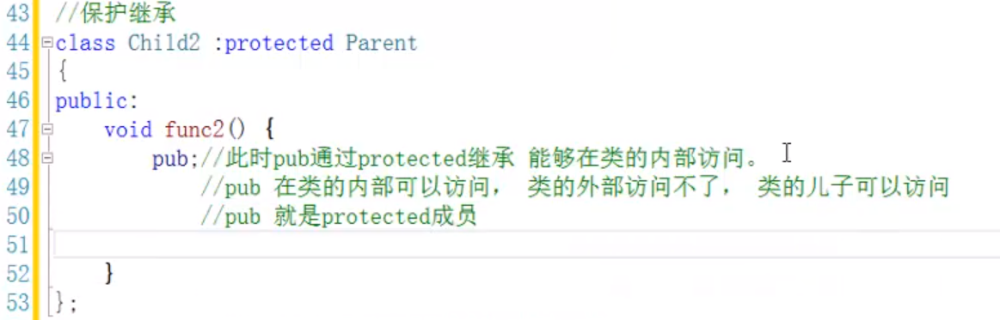 43 //保护继承
44 class Child2 :protected Parent
45 {
46 public:
47     void func2() {
48         pub;//此时pub通过protected继承 能够在类的内部访问。
49             //pub 在类的内部可以访问， 类的外部访问不了， 类的儿子可以访问
50             //pub 就是protected成员
51
52     }
53 };